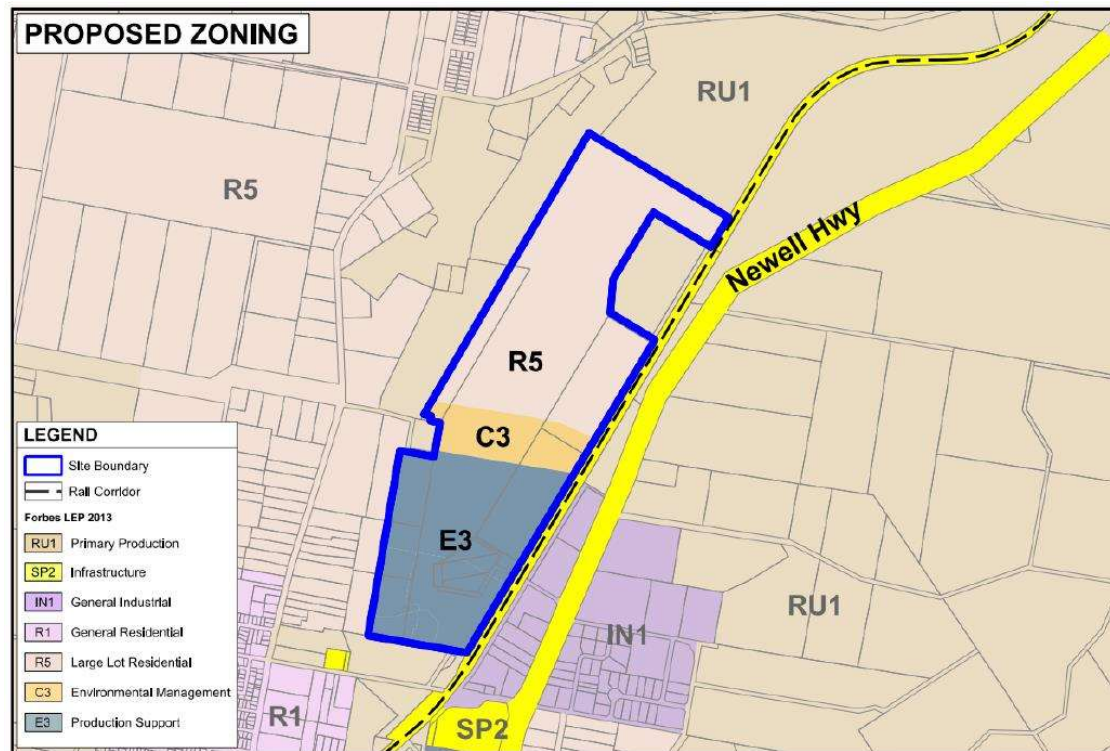 PROPOSED ZONING
RU1
R5
Newell Hwy
R5
C3
E3
RU1
IN1
R1
SP2
LEGEND
Site Boundary
Rail Corridor
Forbes LEP 2013
RU1 Primary Production
SP2 Infrastructure
IN1 General Industrial
R1 General Residential
R5 Large Lot Residential
C3 Environmental Management
E3 Production Support